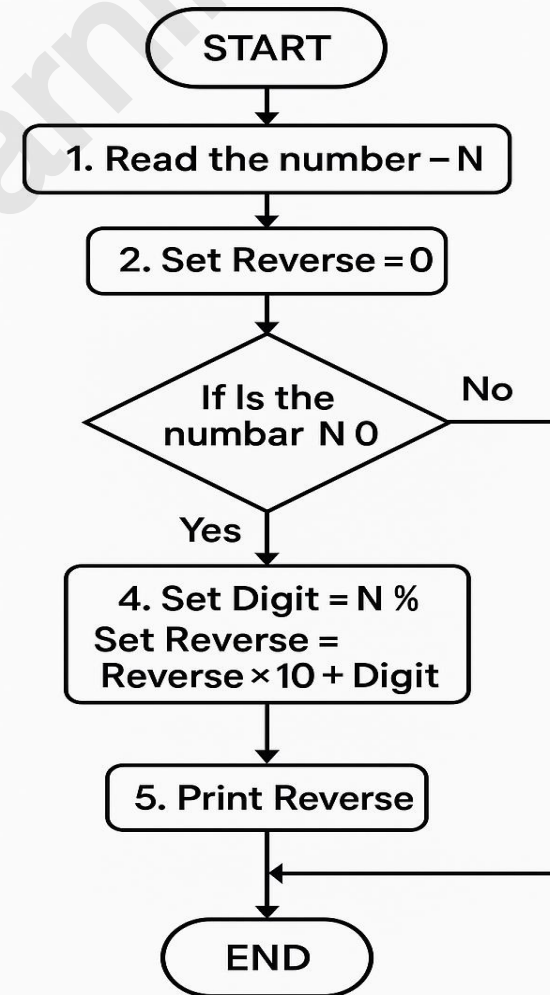 START
1. Read the number – N
2. Set Reverse = 0
If Is the
numbar N 0
No
Yes
4. Set Digit = N %
Set Reverse =
Reverse × 10 + Digit
5. Print Reverse
END